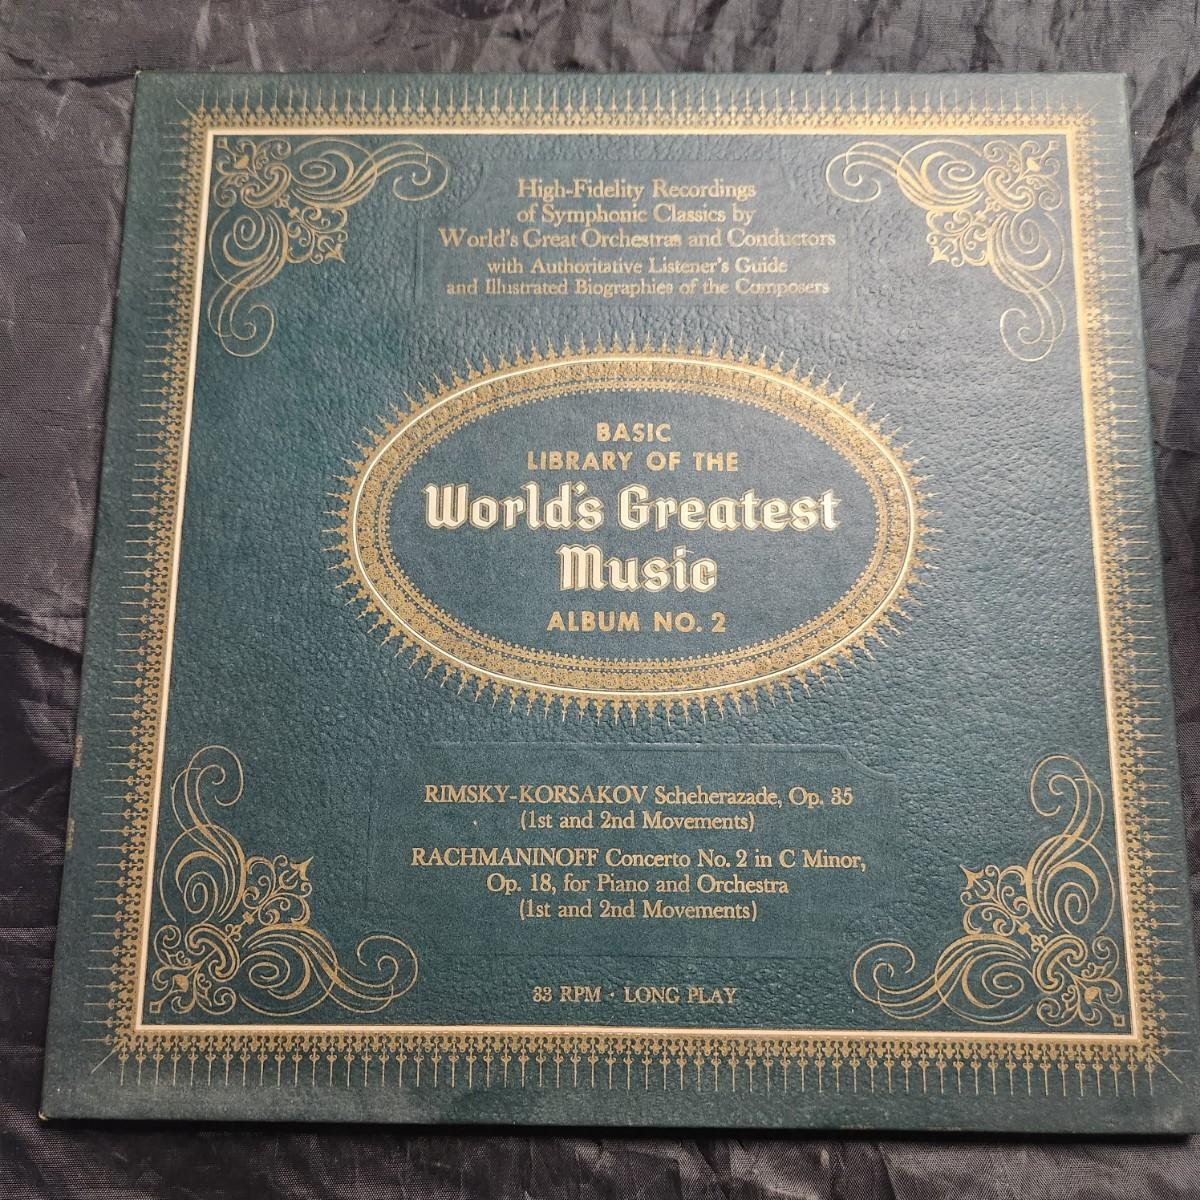 High-Fidelity Recordings
of Symphonic Classics by
World's Great Orchestras and Conductors
with Authoritative Listener's Guide
and Illustrated Biographies of the Composers
BASIC
LIBRARY OF THE
World's Greatest
Music
ALBUM NO. 2
RIMSKY-KORSAKOV Scheherazade, Op. 35
(1st and 2nd Movements)
RACHMANINOFF Concerto No. 2 in C Minor,
Op. 18, for Piano and Orchestra
(1st and 2nd Movements)
33 RPM · LONG PLAY